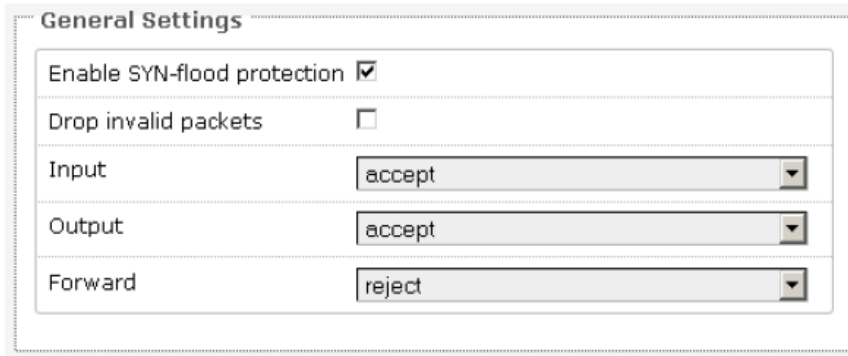 General Settings
Enable SYN-flood protection
Drop invalid packets
Input accept
Output accept
Forward reject